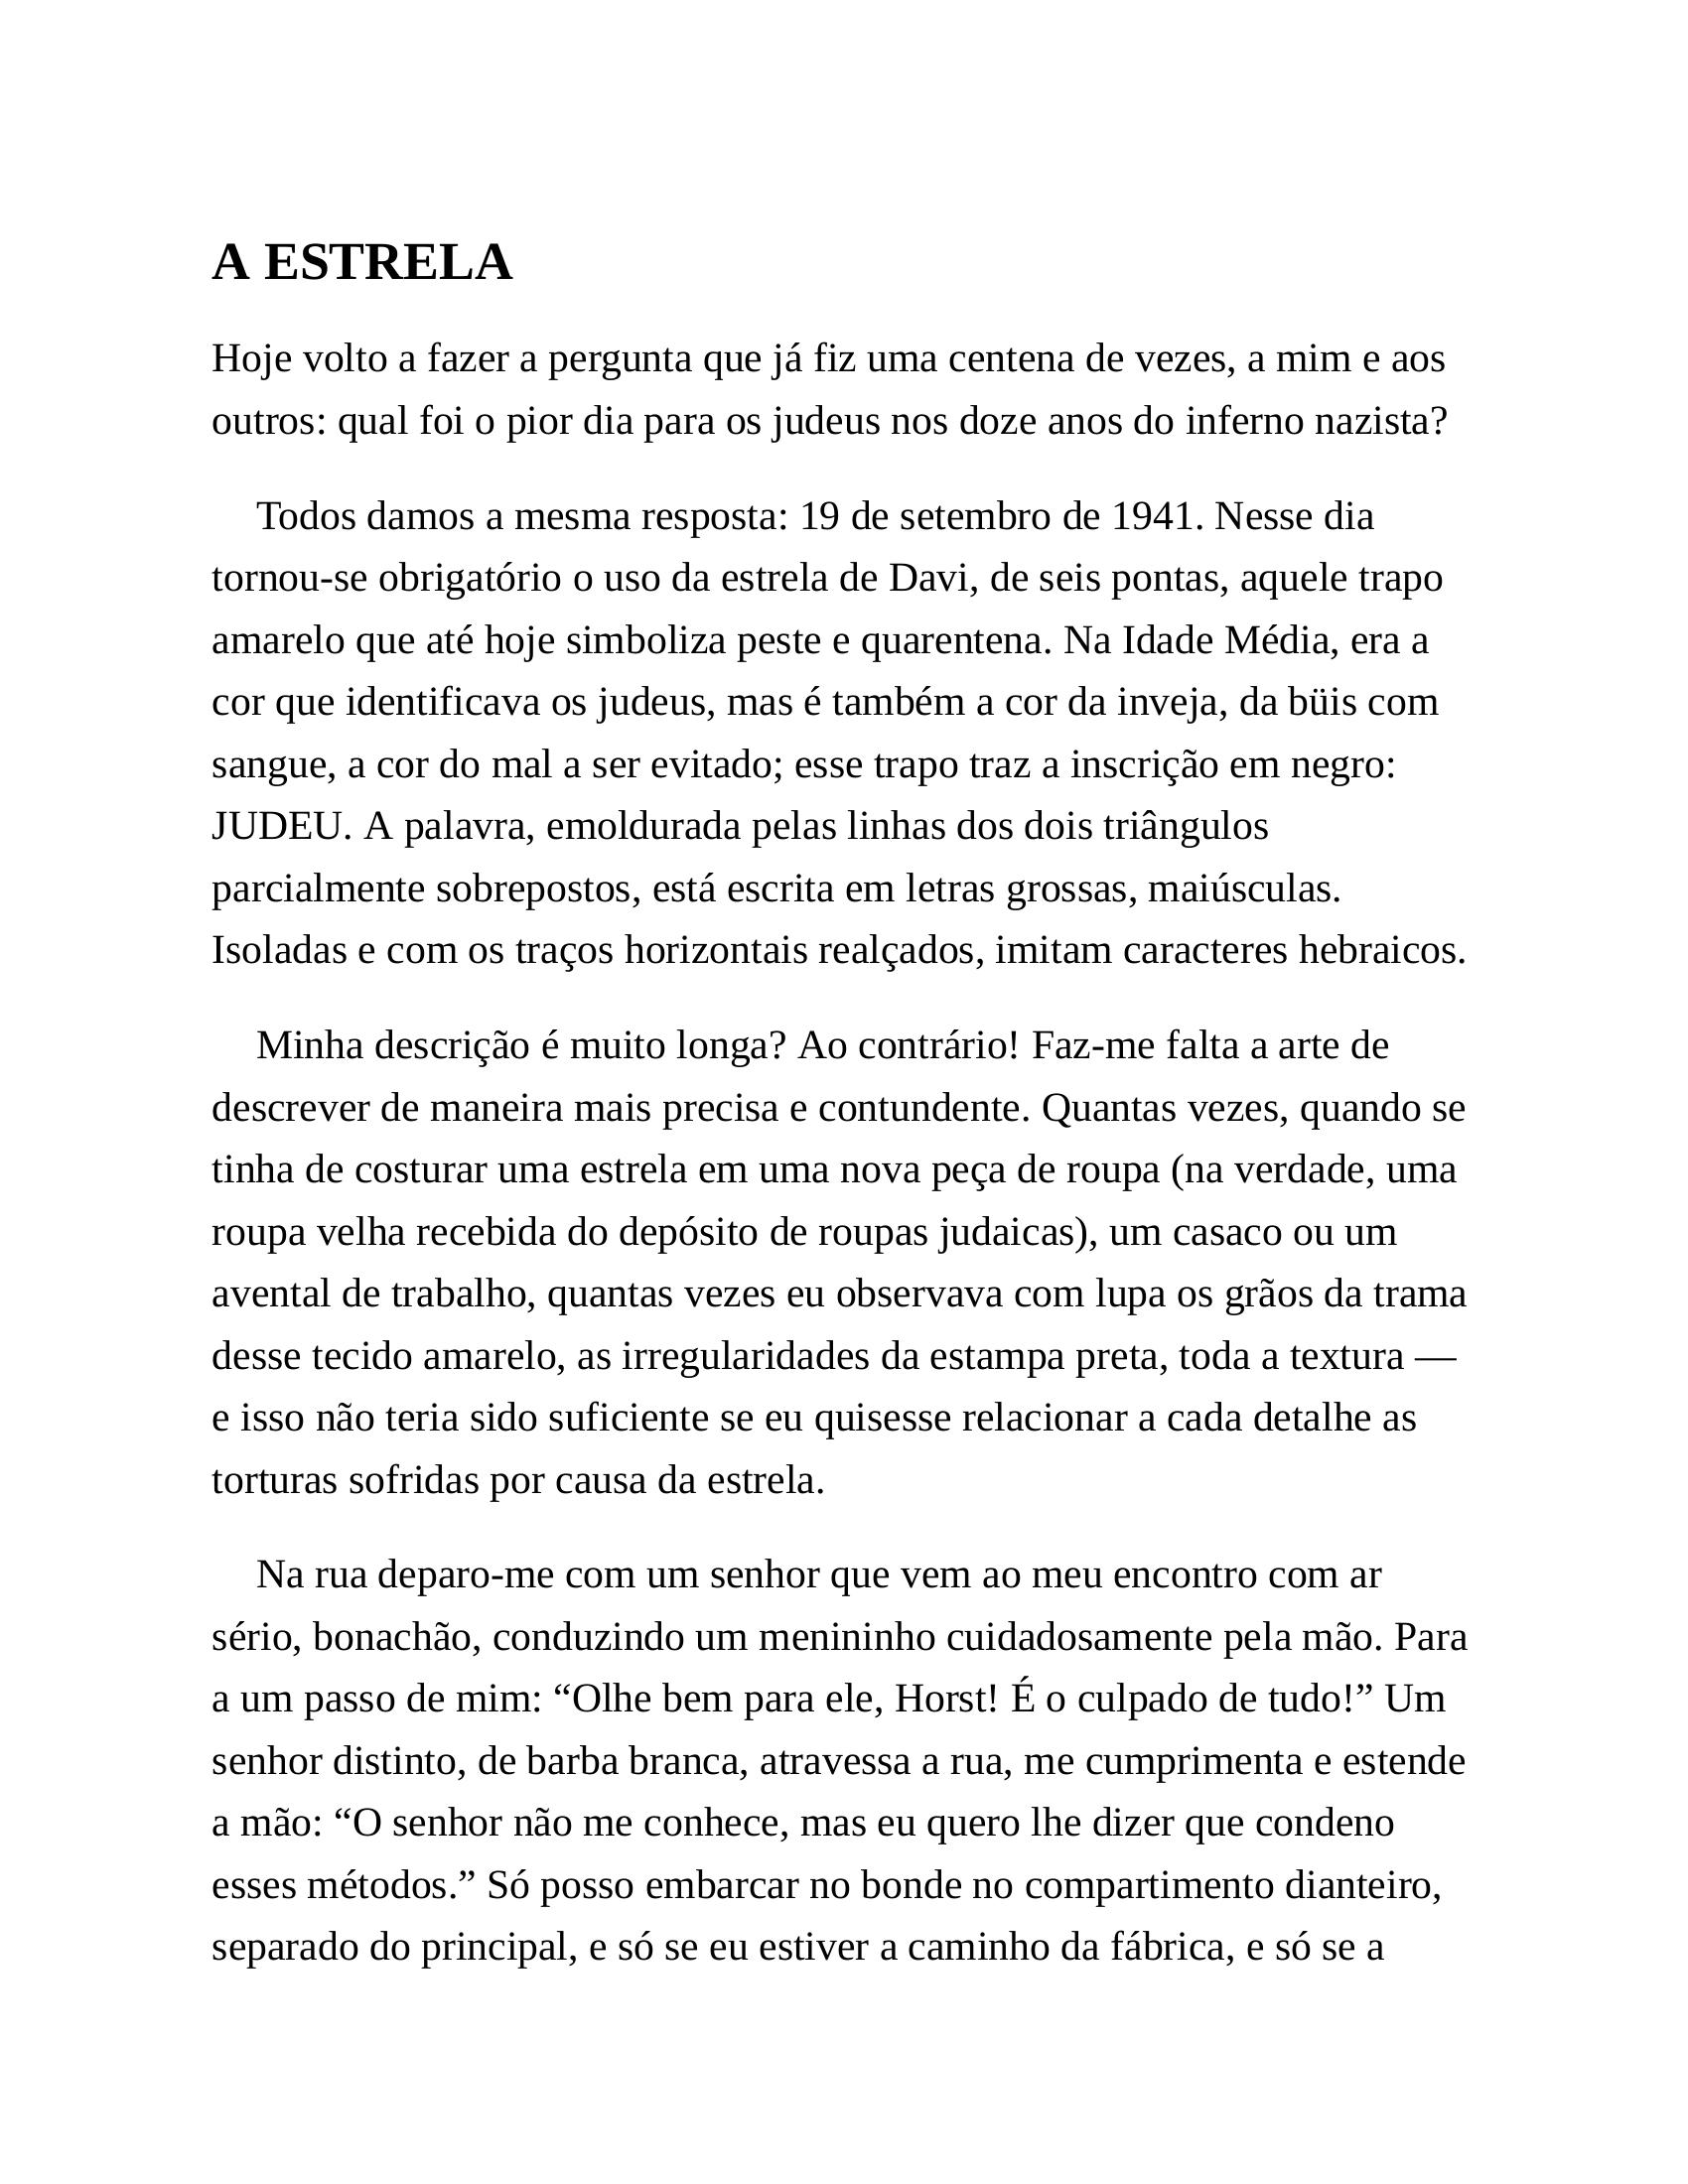 A ESTRELA
Hoje volto a fazer a pergunta que já fiz uma centena de vezes, a mim e aos
outros: qual foi o pior dia para os judeus nos doze anos do inferno nazista?
Todos damos a mesma resposta: 19 de setembro de 1941. Nesse dia
tornou-se obrigatório o uso da estrela de Davi, de seis pontas, aquele trapo
amarelo que até hoje simboliza peste e quarentena. Na Idade Média, era a
cor que identificava os judeus, mas é também a cor da inveja, da büis com
sangue, a cor do mal a ser evitado; esse trapo traz a inscrição em negro:
JUDEU. A palavra, emoldurada pelas linhas dos dois triângulos
parcialmente sobrepostos, está escrita em letras grossas, maiúsculas.
Isoladas e com os traços horizontais realçados, imitam caracteres hebraicos.
Minha descrição é muito longa? Ao contrário! Faz-me falta a arte de
descrever de maneira mais precisa e contundente. Quantas vezes, quando se
tinha de costurar uma estrela em uma nova peça de roupa (na verdade, uma
roupa velha recebida do depósito de roupas judaicas), um casaco ou um
avental de trabalho, quantas vezes eu observava com lupa os grãos da trama
desse tecido amarelo, as irregularidades da estampa preta, toda a textura —
e isso não teria sido suficiente se eu quisesse relacionar a cada detalhe as
torturas sofridas por causa da estrela.
Na rua deparo-me com um senhor que vem ao meu encontro com ar
sério, bonachão, conduzindo um menininho cuidadosamente pela mão. Para
a um passo de mim: “Olhe bem para ele, Horst! É o culpado de tudo!” Um
senhor distinto, de barba branca, atravessa a rua, me cumprimenta e estende
a mão: “O senhor não me conhece, mas eu quero lhe dizer que condeno
esses métodos.” Só posso embarcar no bonde no compartimento dianteiro,
separado do principal, e só se eu estiver a caminho da fábrica, e só se a